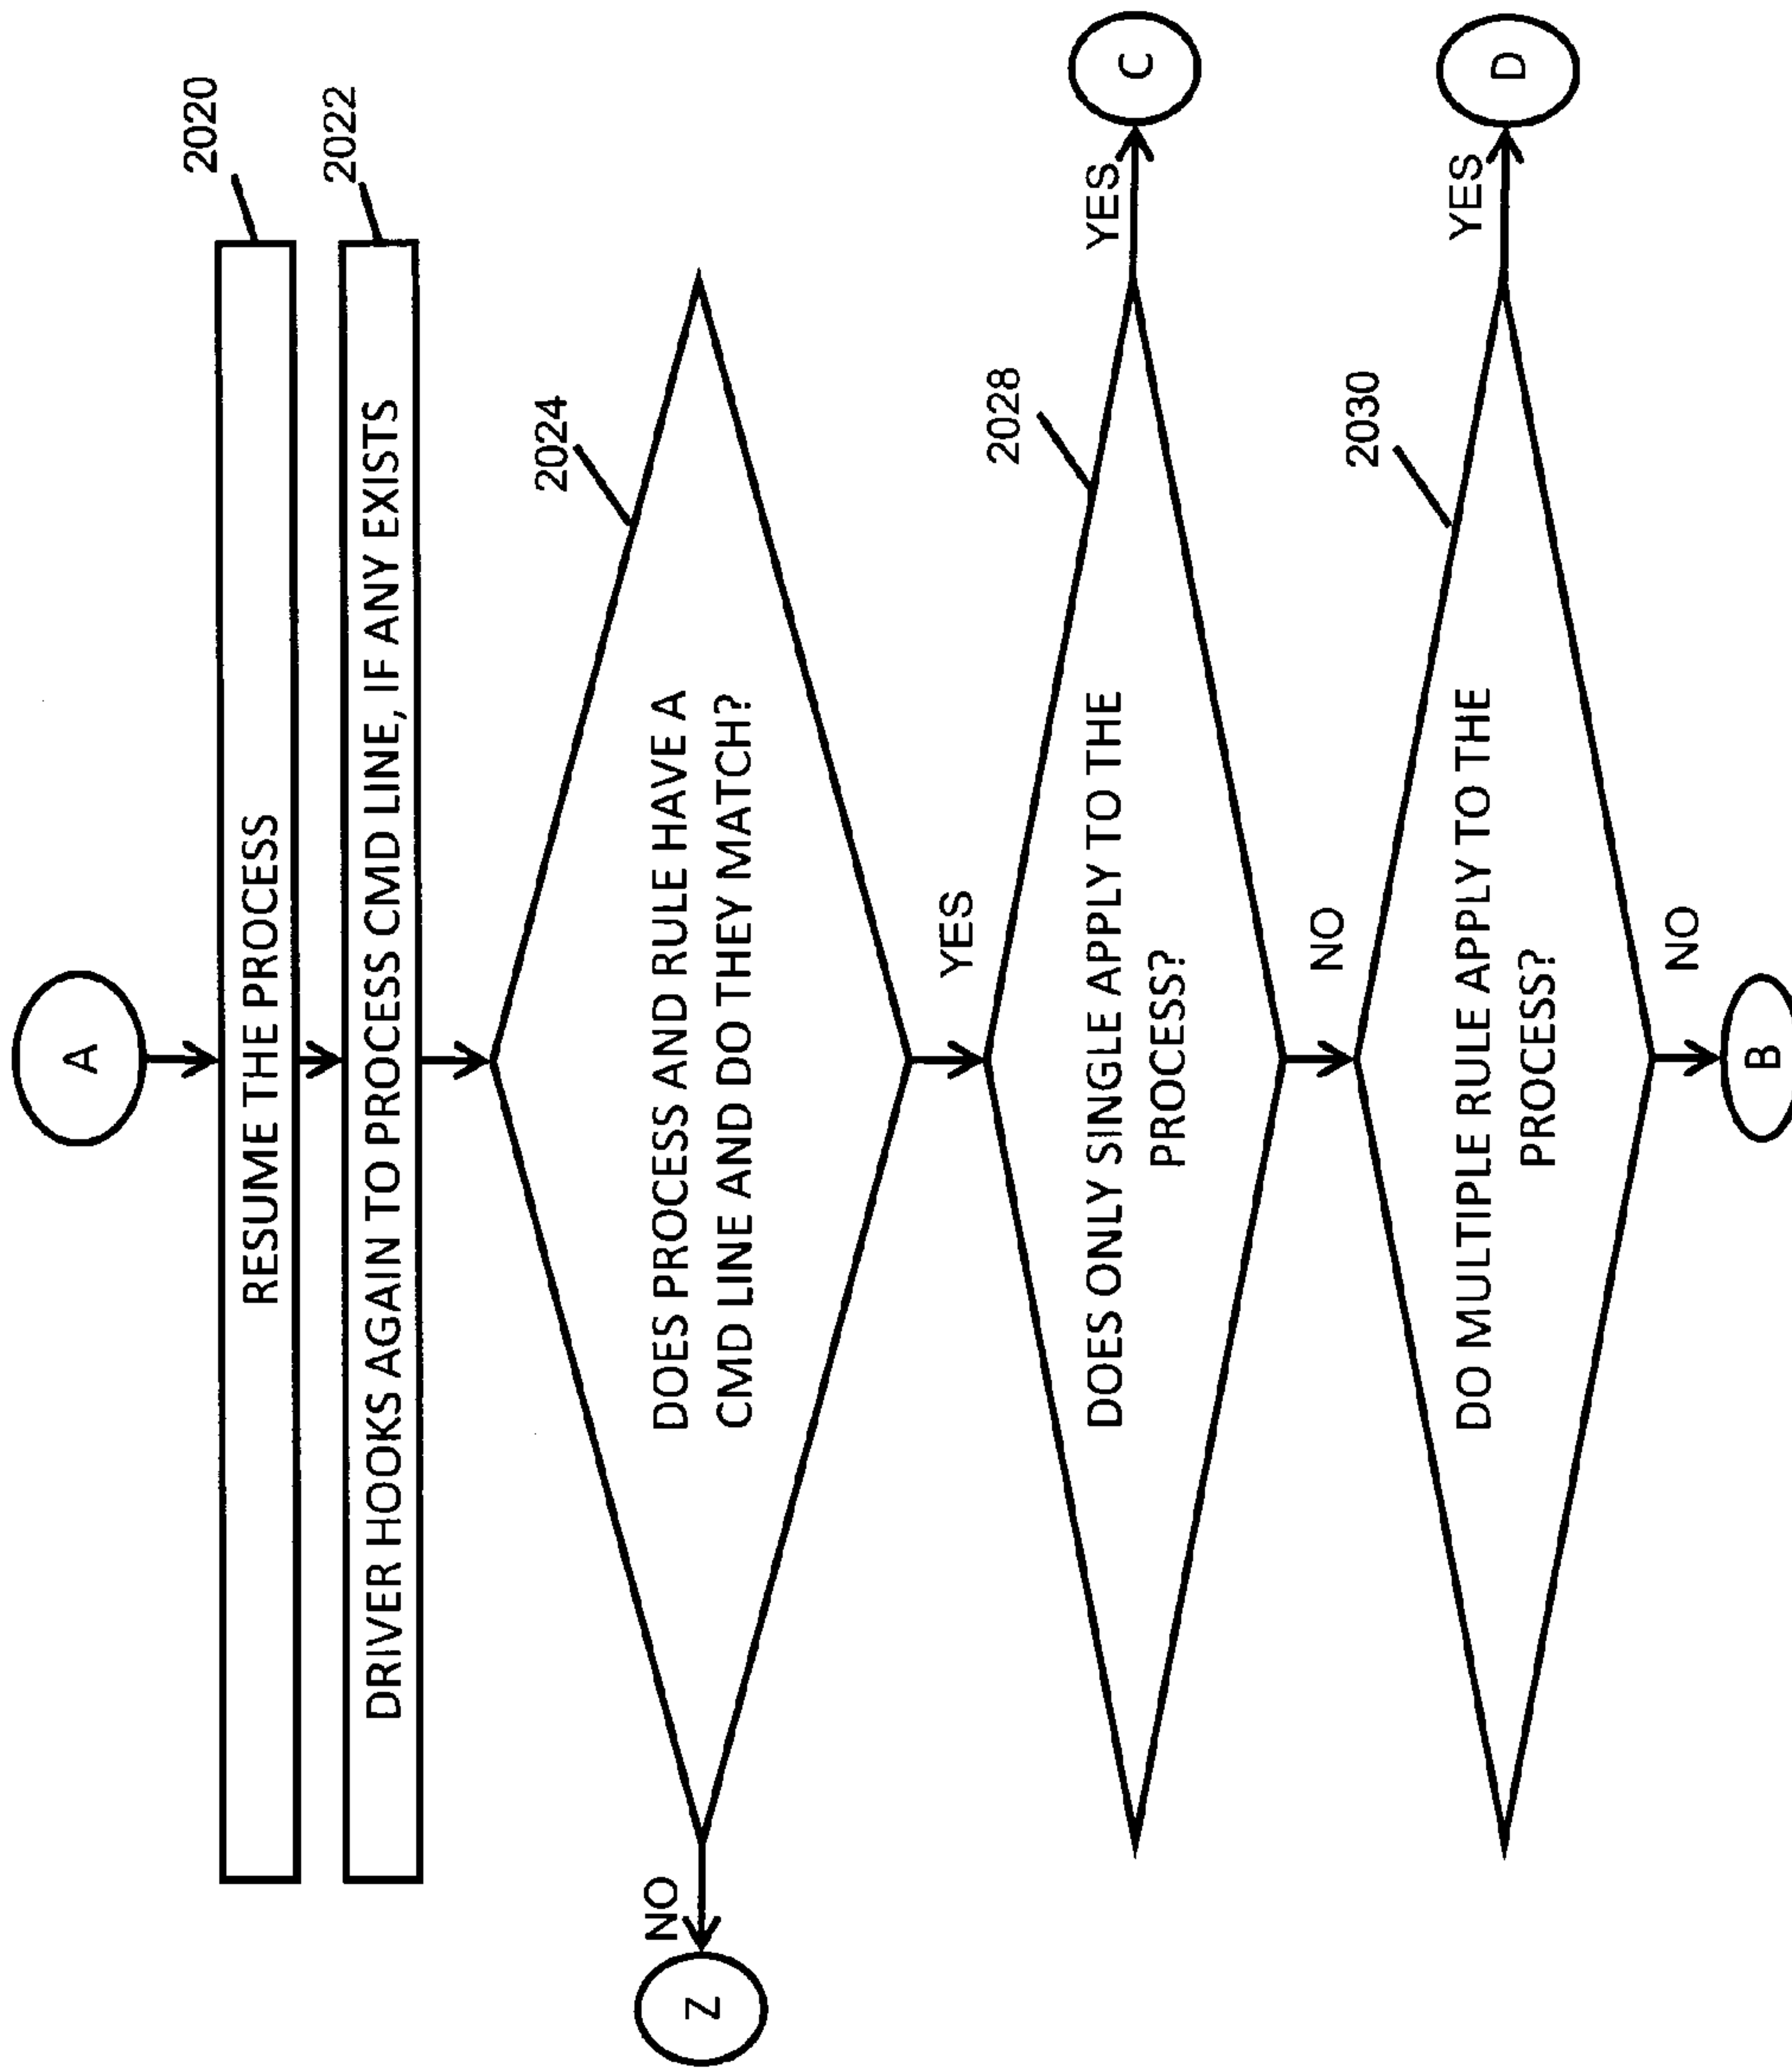 A
RESUME THE PROCESS
2020
DRIVER HOOKS AGAIN TO PROCESS CMD LINE, IF ANY EXISTS
2022
2024
DOES PROCESS AND RULE HAVE A
CMD LINE AND DO THEY MATCH?
NO
Z
YES
2028
DOES ONLY SINGLE APPLY TO THE
PROCESS?
YES
C
NO
2030
DO MULTIPLE RULE APPLY TO THE
PROCESS?
YES
D
NO
B